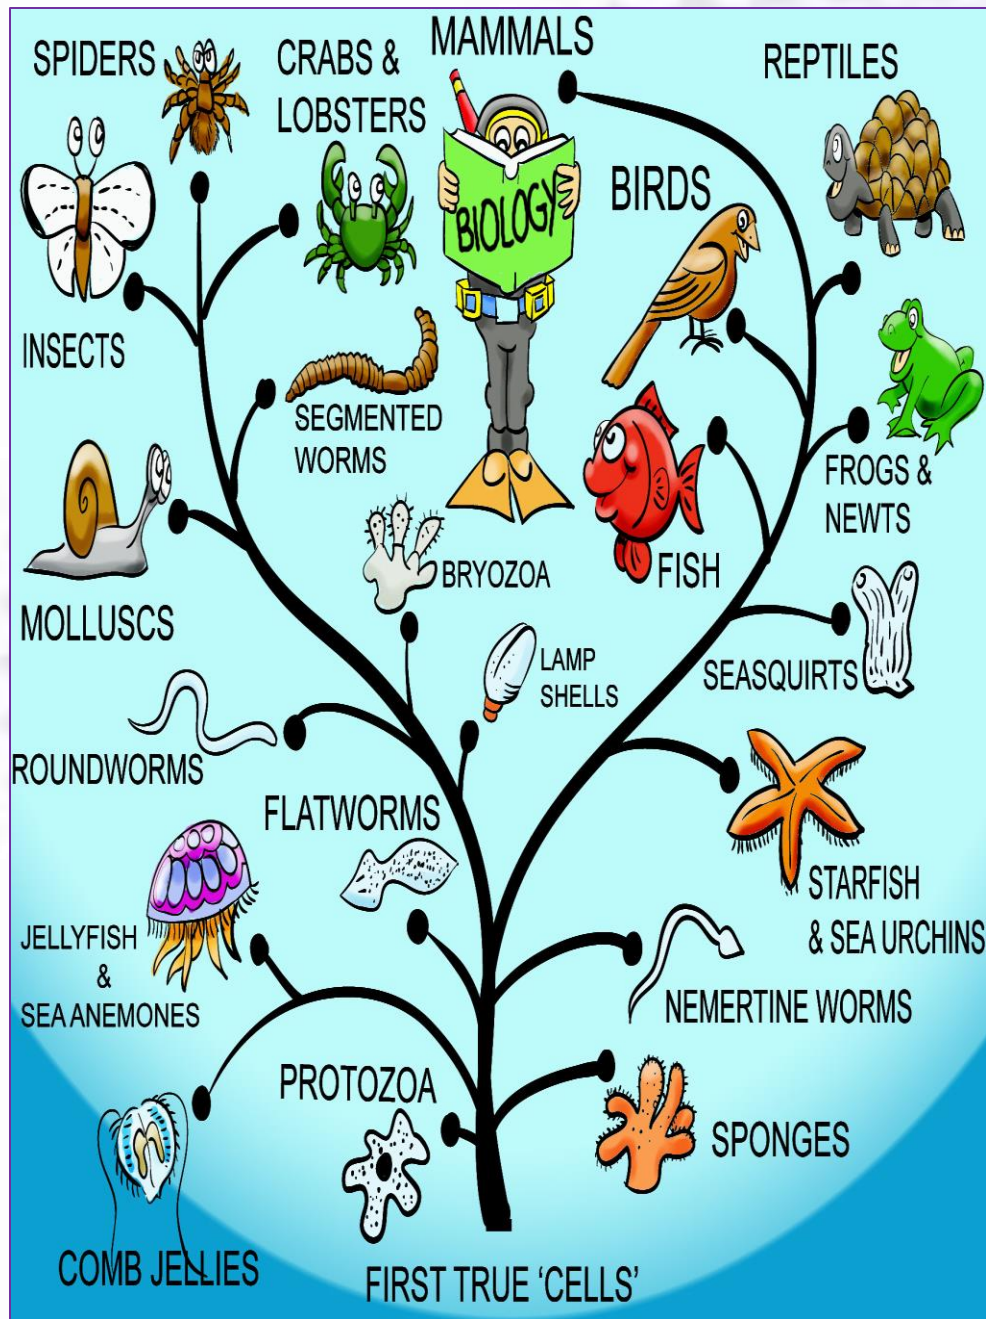 MAMMALS
SPIDERS
CRABS &
LOBSTERS
REPTILES
BIOLOGY
BIRDS
INSECTS
SEGMENTED
WORMS
FROGS &
NEWTS
BRYOZOA
FISH
MOLLUSCS
LAMP
SHELLS
SEASQUIRTS
ROUNDWORMS
FLATWORMS
STARFISH
& SEA URCHINS
JELLYFISH
&
SEA ANEMONES
NEMERTINE WORMS
PROTOZOA
SPONGES
COMB JELLIES
FIRST TRUE 'CELLS'